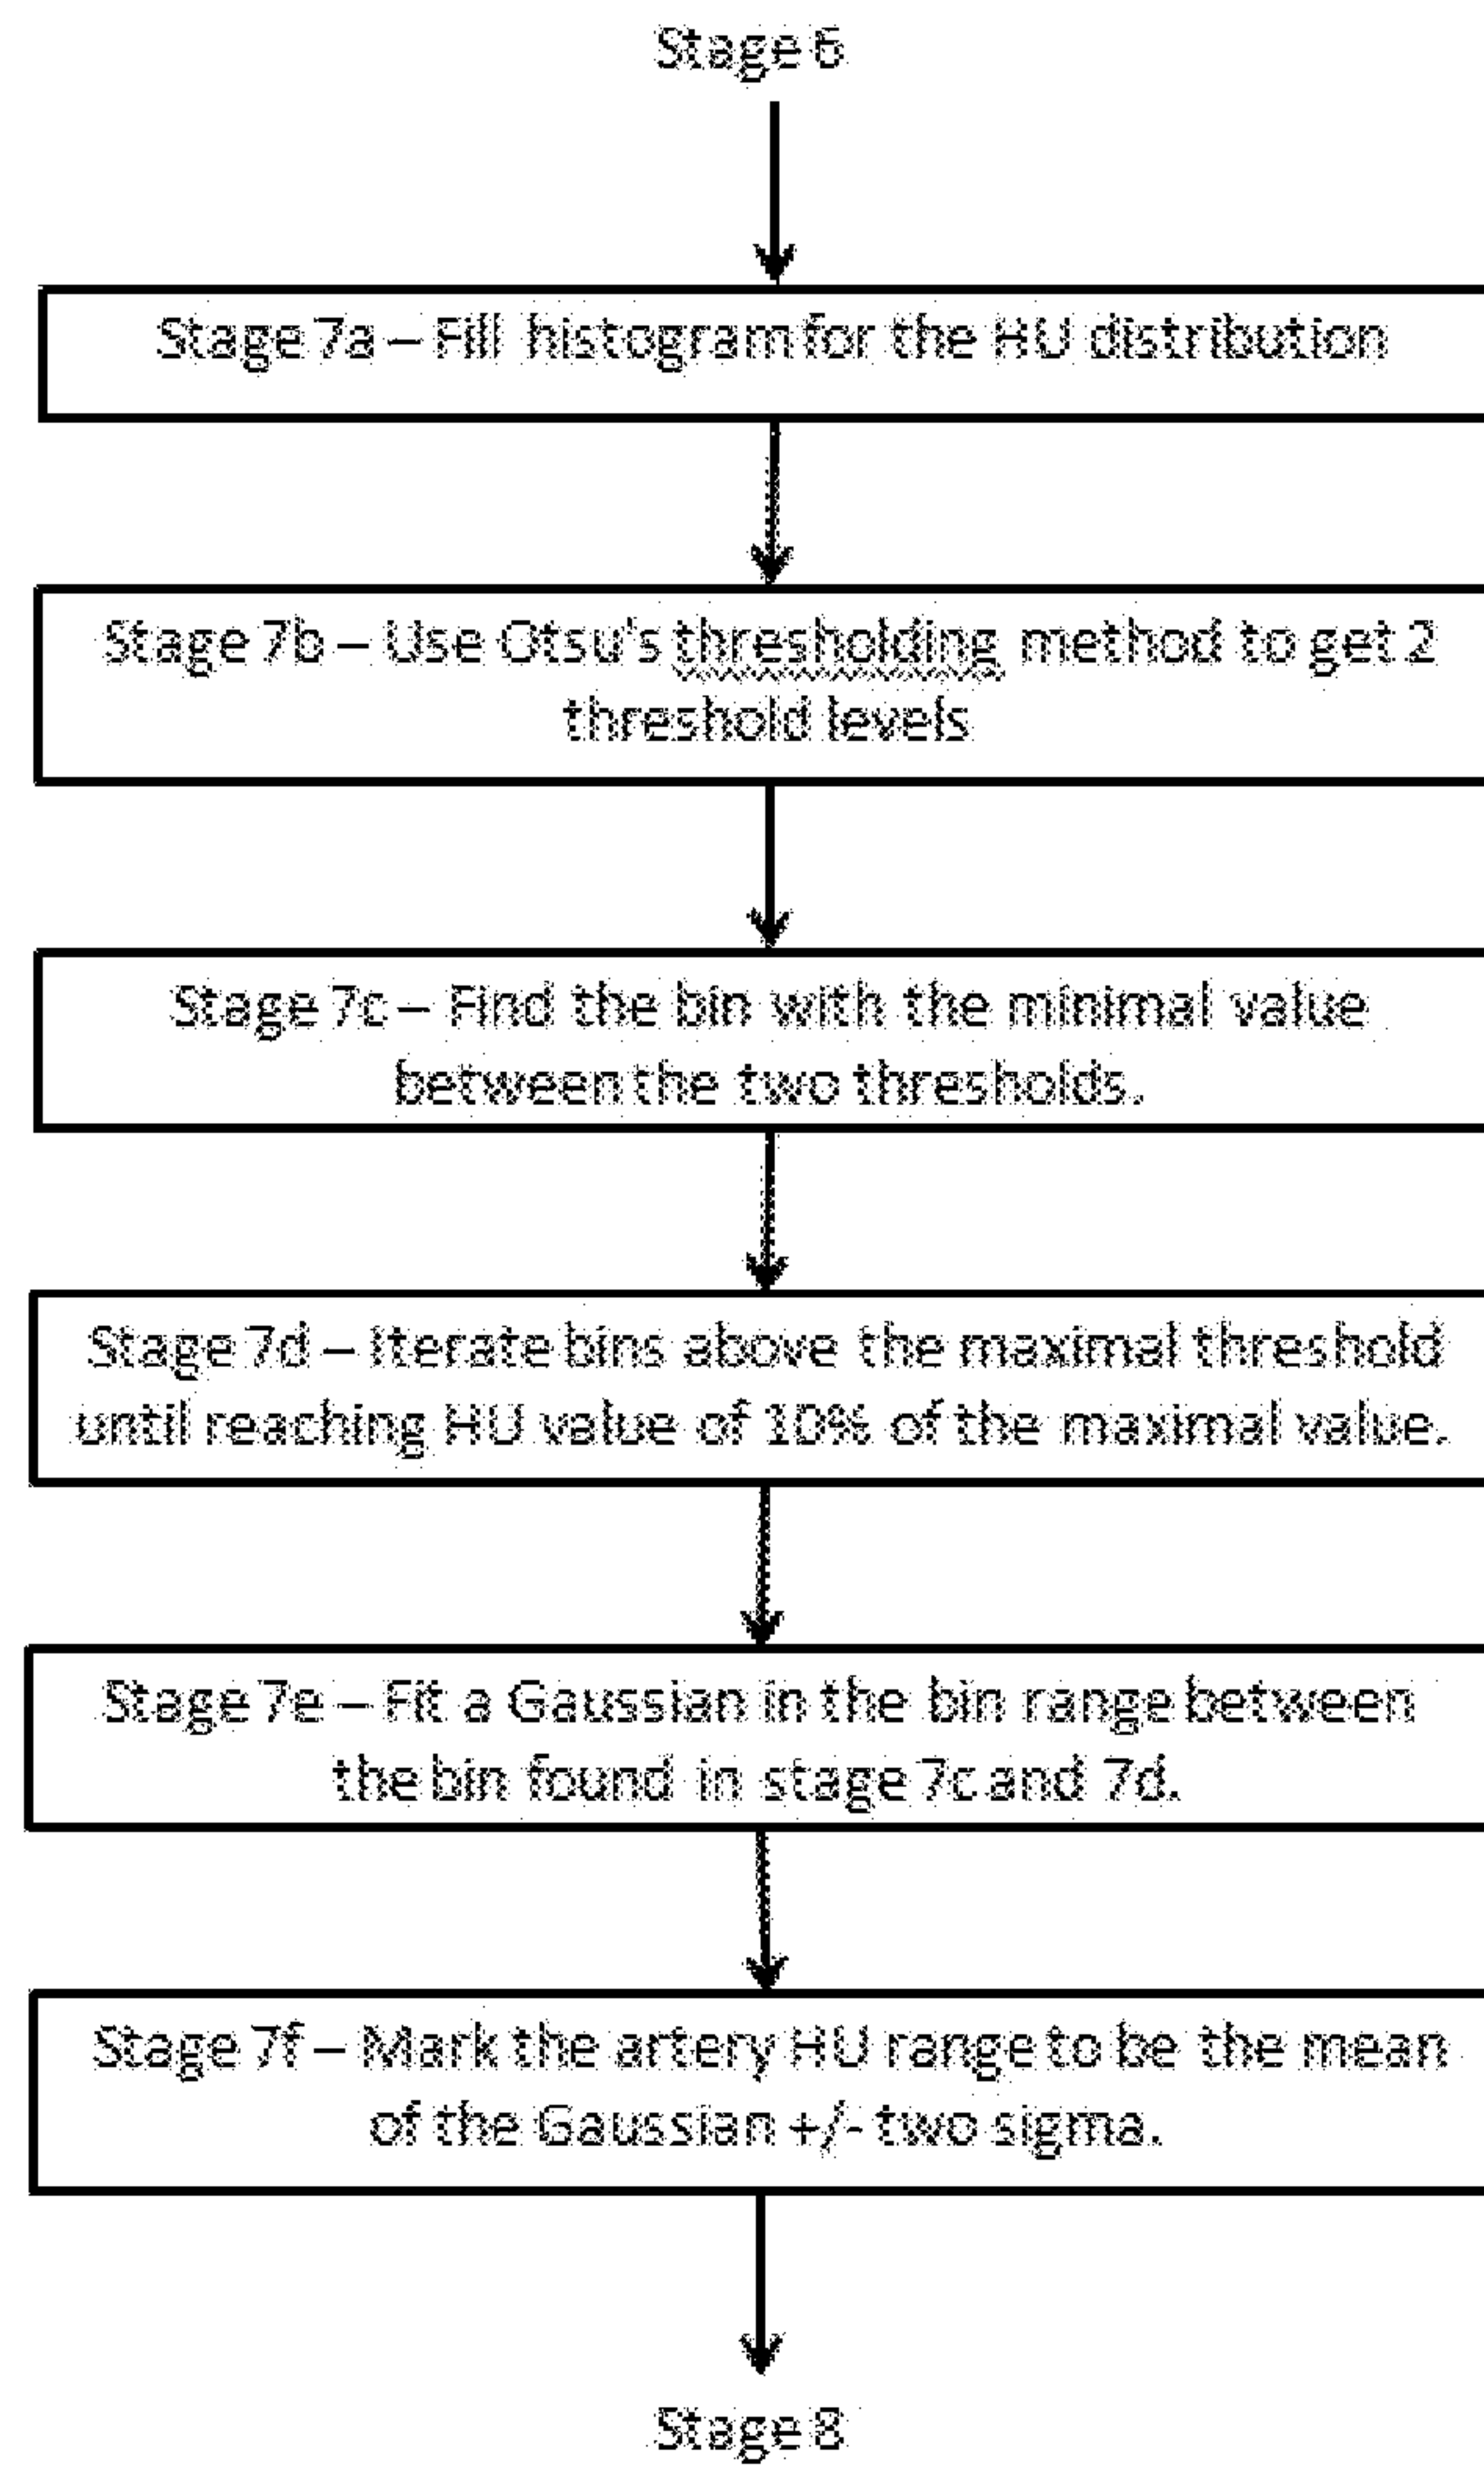 Stage 6
Stage 7a – Fill histogram for the HU distribution
Stage 7b – Use Otsu's thresholding method to get 2
threshold levels
Stage 7c – Find the bin with the minimal value
between the two thresholds.
Stage 7d – Iterate bins above the maximal threshold
until reaching HU value of 10% of the maximal value.
Stage 7e – Fit a Gaussian in the bin range between
the bin found in stage 7c and 7d.
Stage 7f – Mark the artery HU range to be the mean
of the Gaussian +/- two sigma.
Stage 8